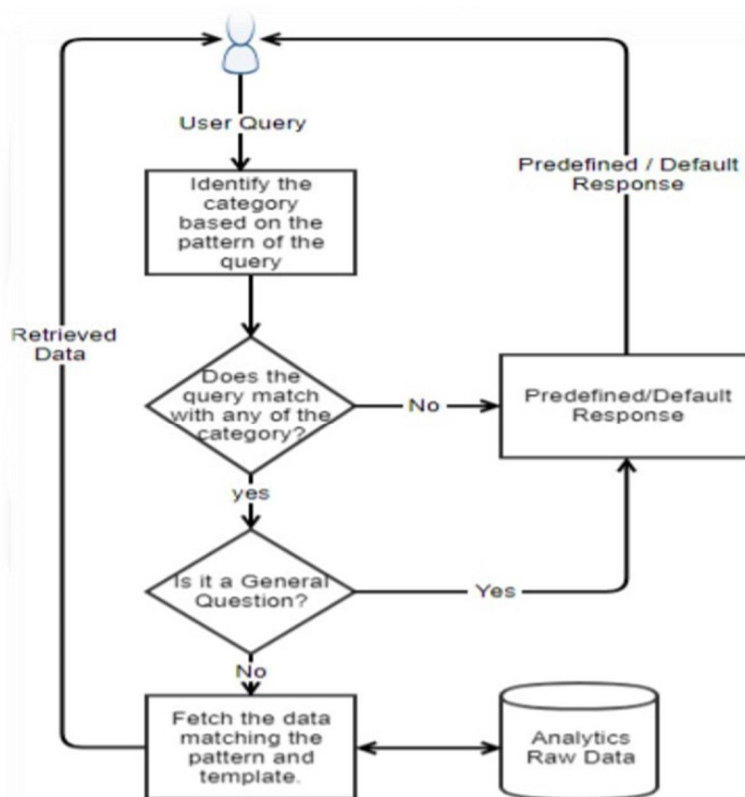 User Query
Identify the
category
based on the
pattern of the
query
Predefined / Default
Response
Retrieved
Data
Does the
query match
with any of the
category?
No
Predefined/Default
Response
yes
Is it a General
Question?
Yes
No
Fetch the data
matching the
pattern and
template.
Analytics
Raw Data